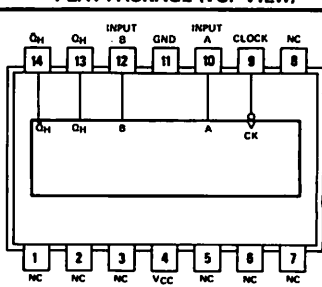 FLAT PACKAGE (TOP VIEW)
Q̄H QH INPUT B GND INPUT A CLOCK NC
14 13 12 11 10 9 8
Q̄H QH B A CK
1 2 3 4 5 6 7
NC NC NC VCC NC NC NC